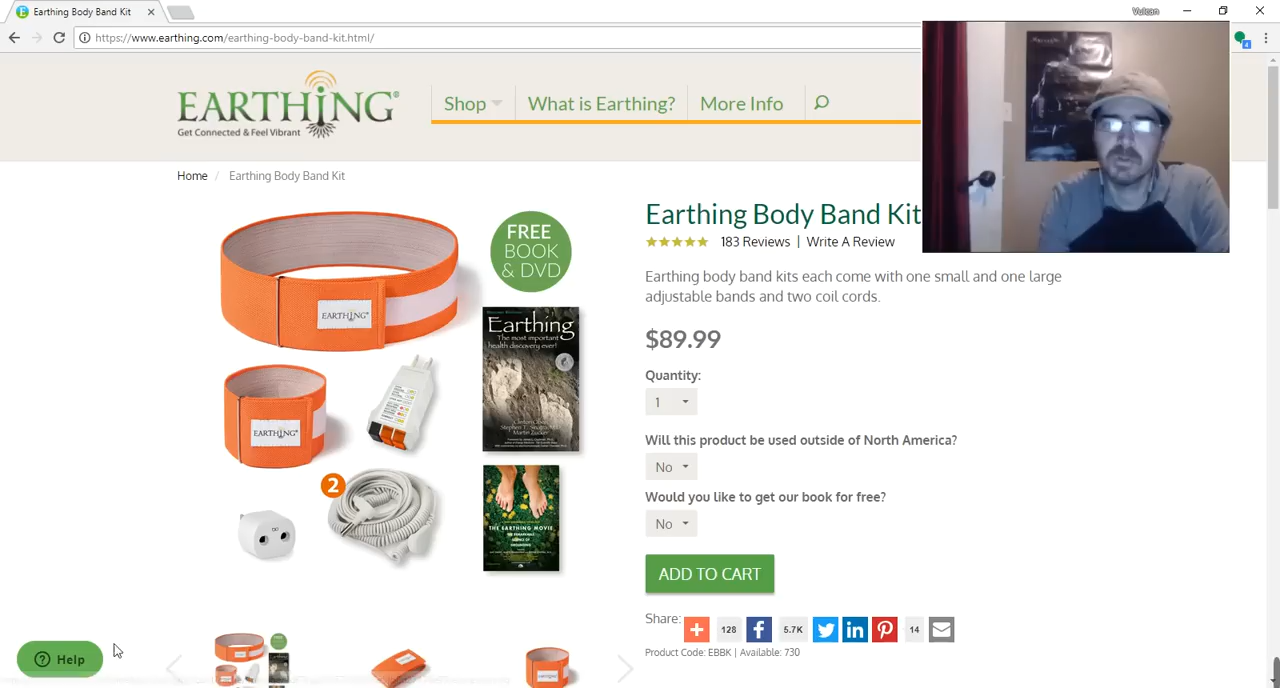 Earthing Body Band Kit
Vulcan
https://www.earthing.com/earthing-body-band-kit.html/
4
EARTHiNG®
Get Connected & Feel Vibrant
Shop
What is Earthing?
More Info
Home / Earthing Body Band Kit
Earthing Body Band Kit
183 Reviews | Write A Review
Earthing body band kits each come with one small and one large
adjustable bands and two coil cords.
$89.99
Quantity:
1
Will this product be used outside of North America?
No
Would you like to get our book for free?
No
ADD TO CART
Share:
128
5.7K
14
Product Code: EBBK | Available: 730
FREE
BOOK
& DVD
EARTHING®
Earthing
The most important
health discovery ever!
Martin Zucker
EARTHING®
2
THE EARTHING MOVIE
Help